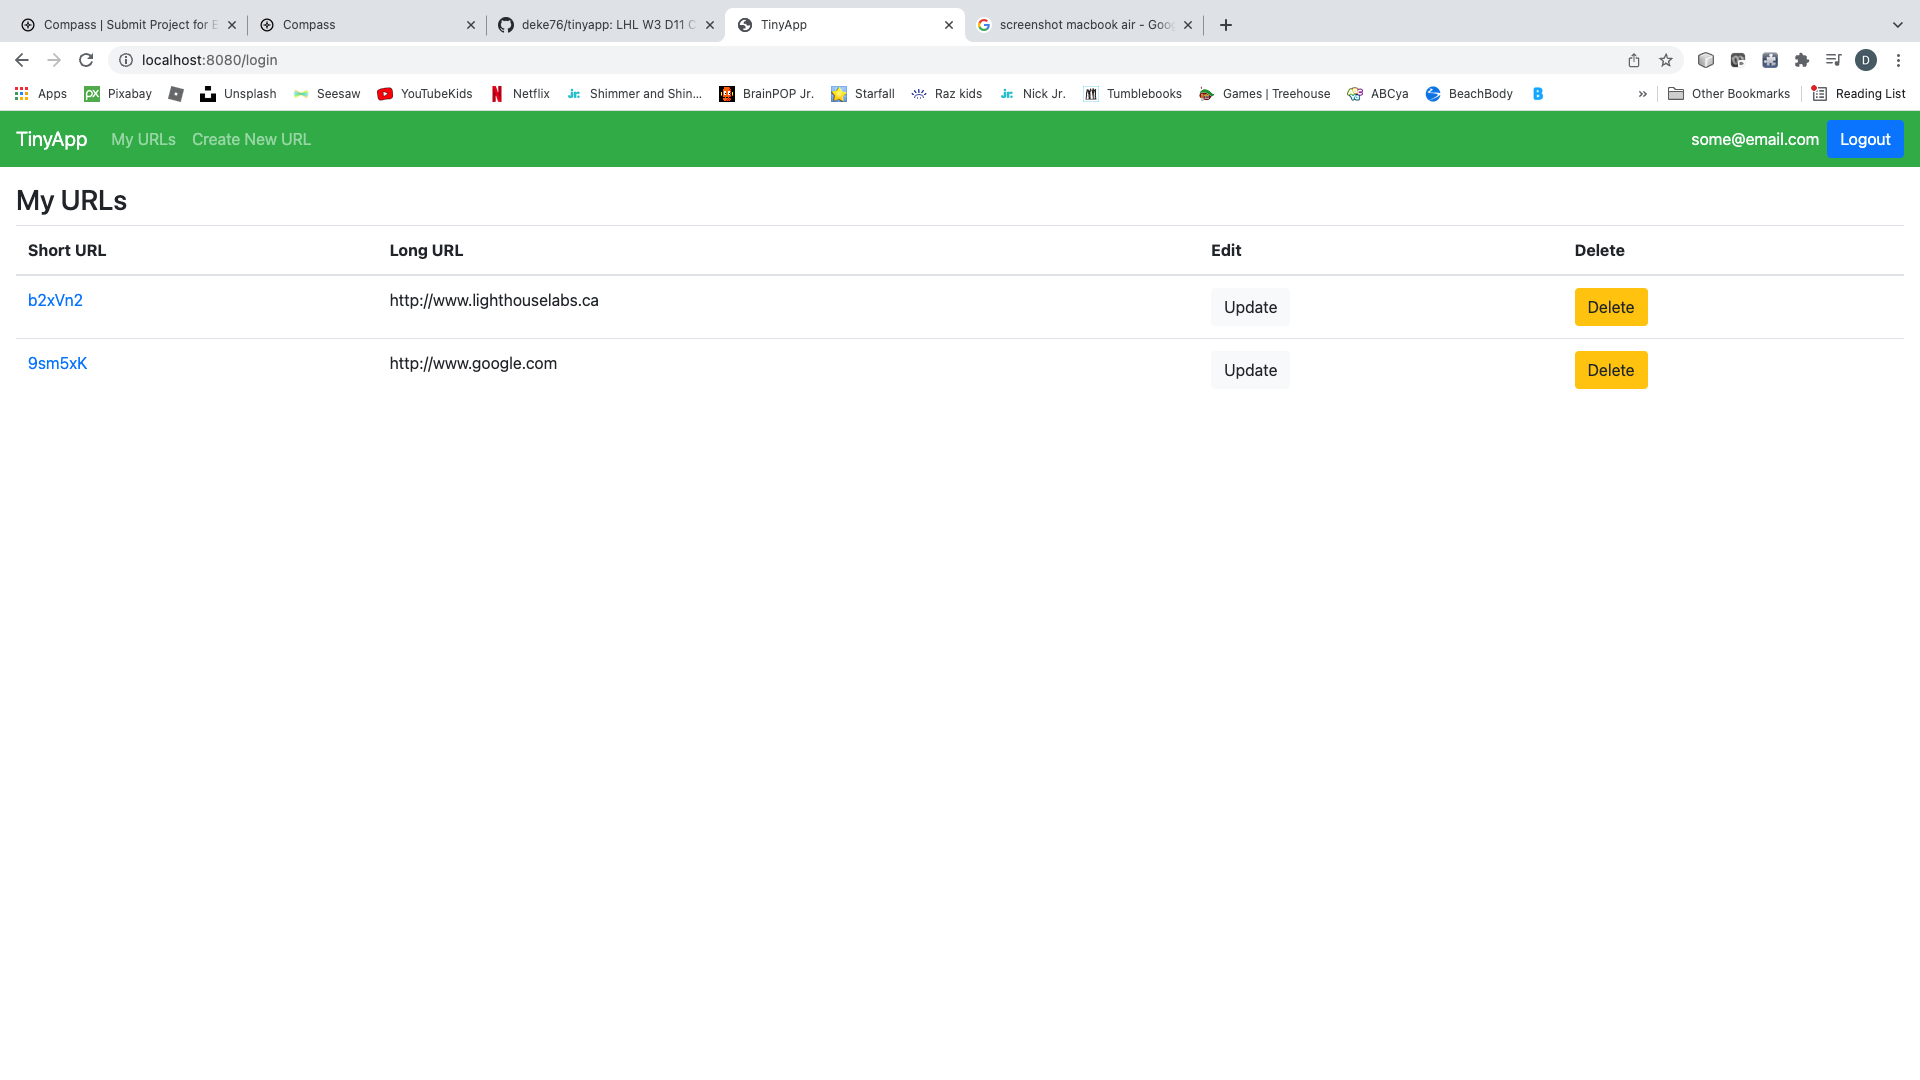 Compass | Submit Project for E
Compass
deke76/tinyapp: LHL W3 D11 C
TinyApp
screenshot macbook air - Goog
localhost:8080/login
D
Apps
Pixabay
Unsplash
Seesaw
YouTubeKids
Netflix
Shimmer and Shin...
BrainPOP Jr.
Starfall
Raz kids
Nick Jr.
Tumblebooks
Games | Treehouse
ABCya
BeachBody
B
»
Other Bookmarks
Reading List
TinyApp
My URLs
Create New URL
some@email.com
Logout
My URLs
Short URL
Long URL
Edit
Delete
b2xVn2
http://www.lighthouselabs.ca
Update
Delete
9sm5xK
http://www.google.com
Update
Delete